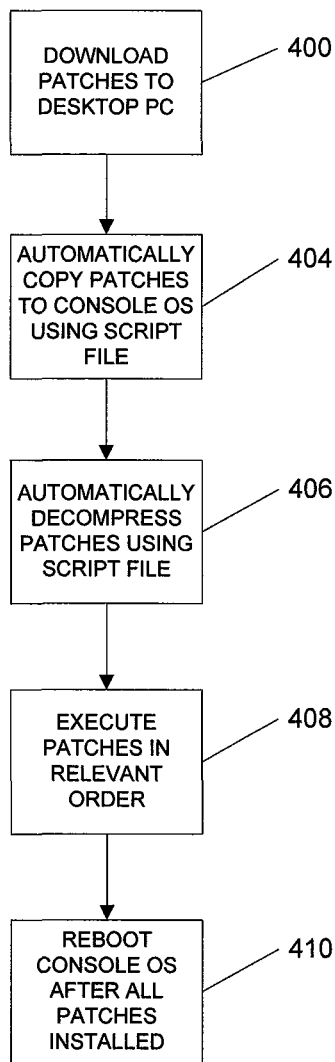 DOWNLOAD
PATCHES TO
DESKTOP PC
400
AUTOMATICALLY
COPY PATCHES
TO CONSOLE OS
USING SCRIPT
FILE
404
AUTOMATICALLY
DECOMPRESS
PATCHES USING
SCRIPT FILE
406
EXECUTE
PATCHES IN
RELEVANT
ORDER
408
REBOOT
CONSOLE OS
AFTER ALL
PATCHES
INSTALLED
410